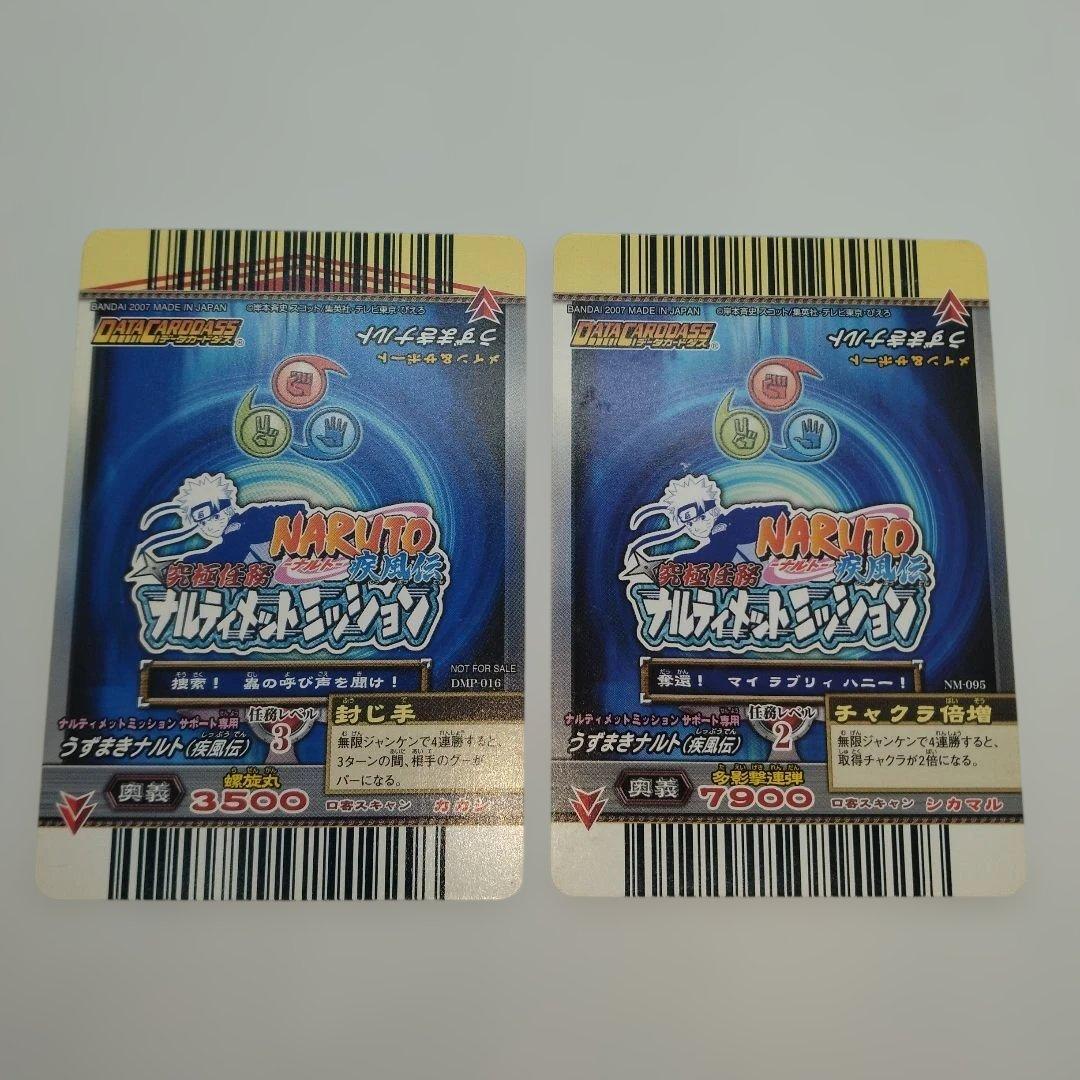 BANDAI 2007 MADE IN JAPAN ©岸本斉史 スコット/集英社・テレビ東京・ぴえろ
DATA CARDDASS
データカードダス
うずまきナルト
メイン&サポート
NARUTO
-ナルト-
究極任務 疾風伝
ナルティメットミッション
NOT FOR SALE
捜索! 蟲の呼び声を聞け!
DMP-016
ナルティメットミッション サポート専用
うずまきナルト(疾風伝)
任務レベル
3
封じ手
無限ジャンケンで4連勝すると、
3ターンの間、相手のグーが
パーになる。
奥義
螺旋丸
3500
口寄スキャン カカシ
BANDAI 2007 MADE IN JAPAN ©岸本斉史 スコット/集英社・テレビ東京・ぴえろ
DATA CARDDASS
データカードダス
うずまきナルト
メイン&サポート
NARUTO
-ナルト-
究極任務 疾風伝
ナルティメットミッション
奪還! マイ ラブリィ ハニー!
NM-095
ナルティメットミッション サポート専用
うずまきナルト(疾風伝)
任務レベル
2
チャクラ倍増
無限ジャンケンで4連勝すると、
取得チャクラが2倍になる。
奥義
多影撃連弾
7900
口寄スキャン シカマル